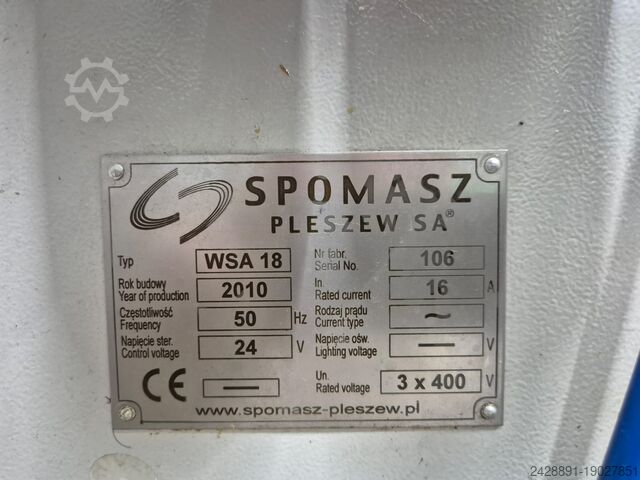 SPOMASZ
PLESZEW SA®
Typ WSA 18
Nr fabr.
Serial No. 106
Rok budowy
Year of production 2010
In.
Rated current 16 A
Częstotliwość
Frequency 50 Hz
Rodzaj prądu
Current type ~
Napięcie ster.
Control voltage 24 V
Napięcie ośw.
Lighting voltage — V
CE —
Un.
Rated voltage 3 x 400 V
www.spomasz-pleszew.pl
2428891-19027851